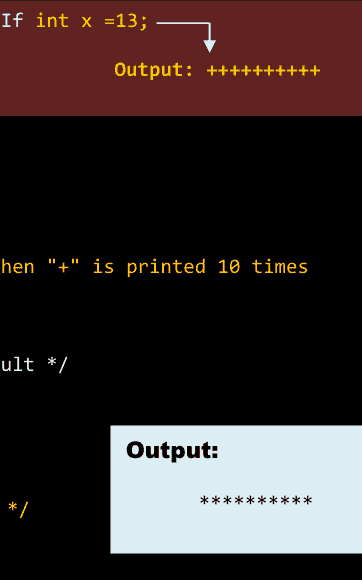 If int x =13;
Output: ++++++++++
hen "+" is printed 10 times
ult */
Output:
**********
*/